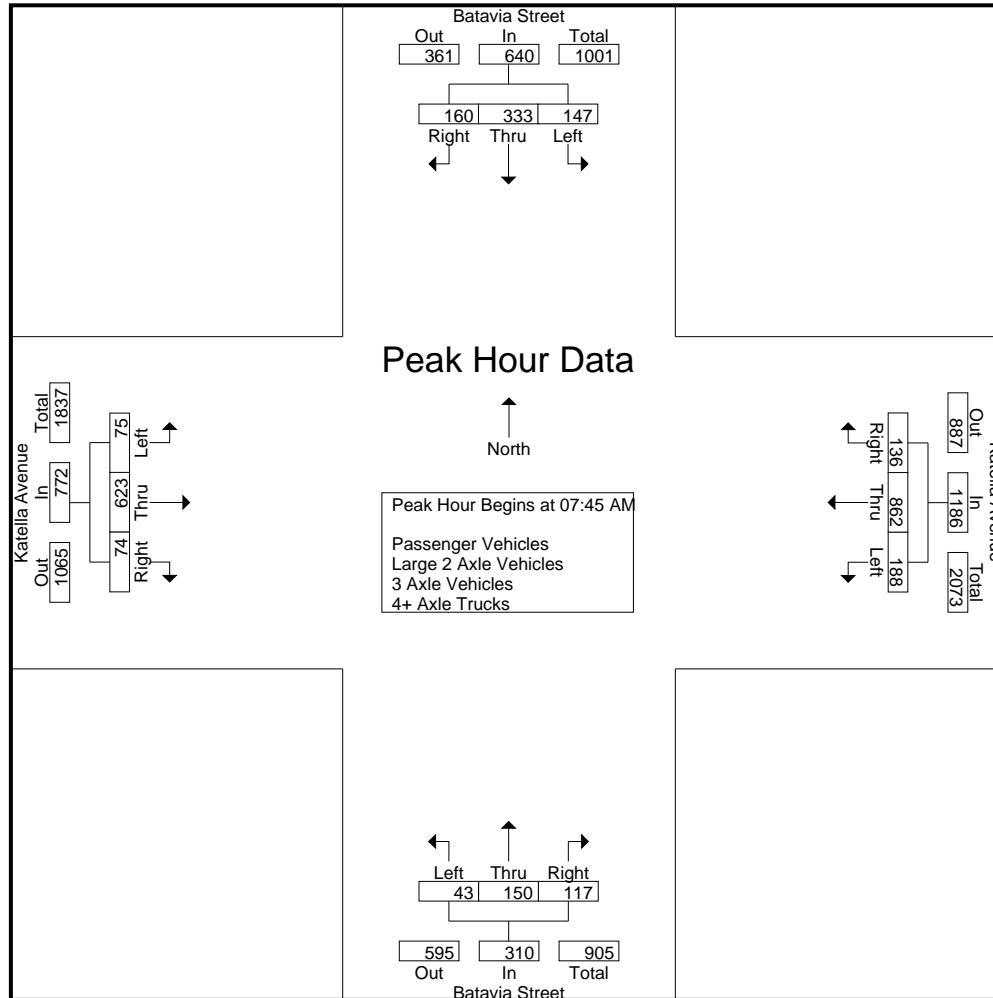 Batavia Street
Out In Total
361 640 1001
160 333 147
Right Thru Left
Peak Hour Data
North
Peak Hour Begins at 07:45 AM
Passenger Vehicles
Large 2 Axle Vehicles
3 Axle Vehicles
4+ Axle Trucks
Katella Avenue
Out In Total
1065 772 1837
74 623 75
Right Thru Left
Katella Avenue
Out In Total
887 1186 2073
136 862 188
Right Thru Left
Left Thru Right
43 150 117
595 310 905
Out In Total
Batavia Street